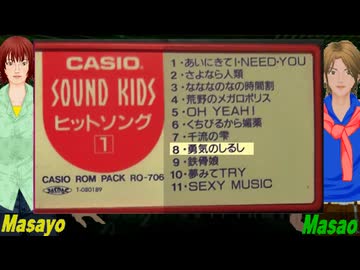 CASIO
SOUND KIDS
ヒットソング
1
CASIO ROM PACK RO-706
T-080189
1・あいにきてI・NEED・YOU
2・さよなら人類
3・なななのなの時間割
4・荒野のメガロポリス
5・OH YEAH!
6・くちびるから媚薬
7・千流の雫
8・勇気のしるし
9・鉄骨娘
10・夢みてTRY
11・SEXY MUSIC
Masayo
Masao